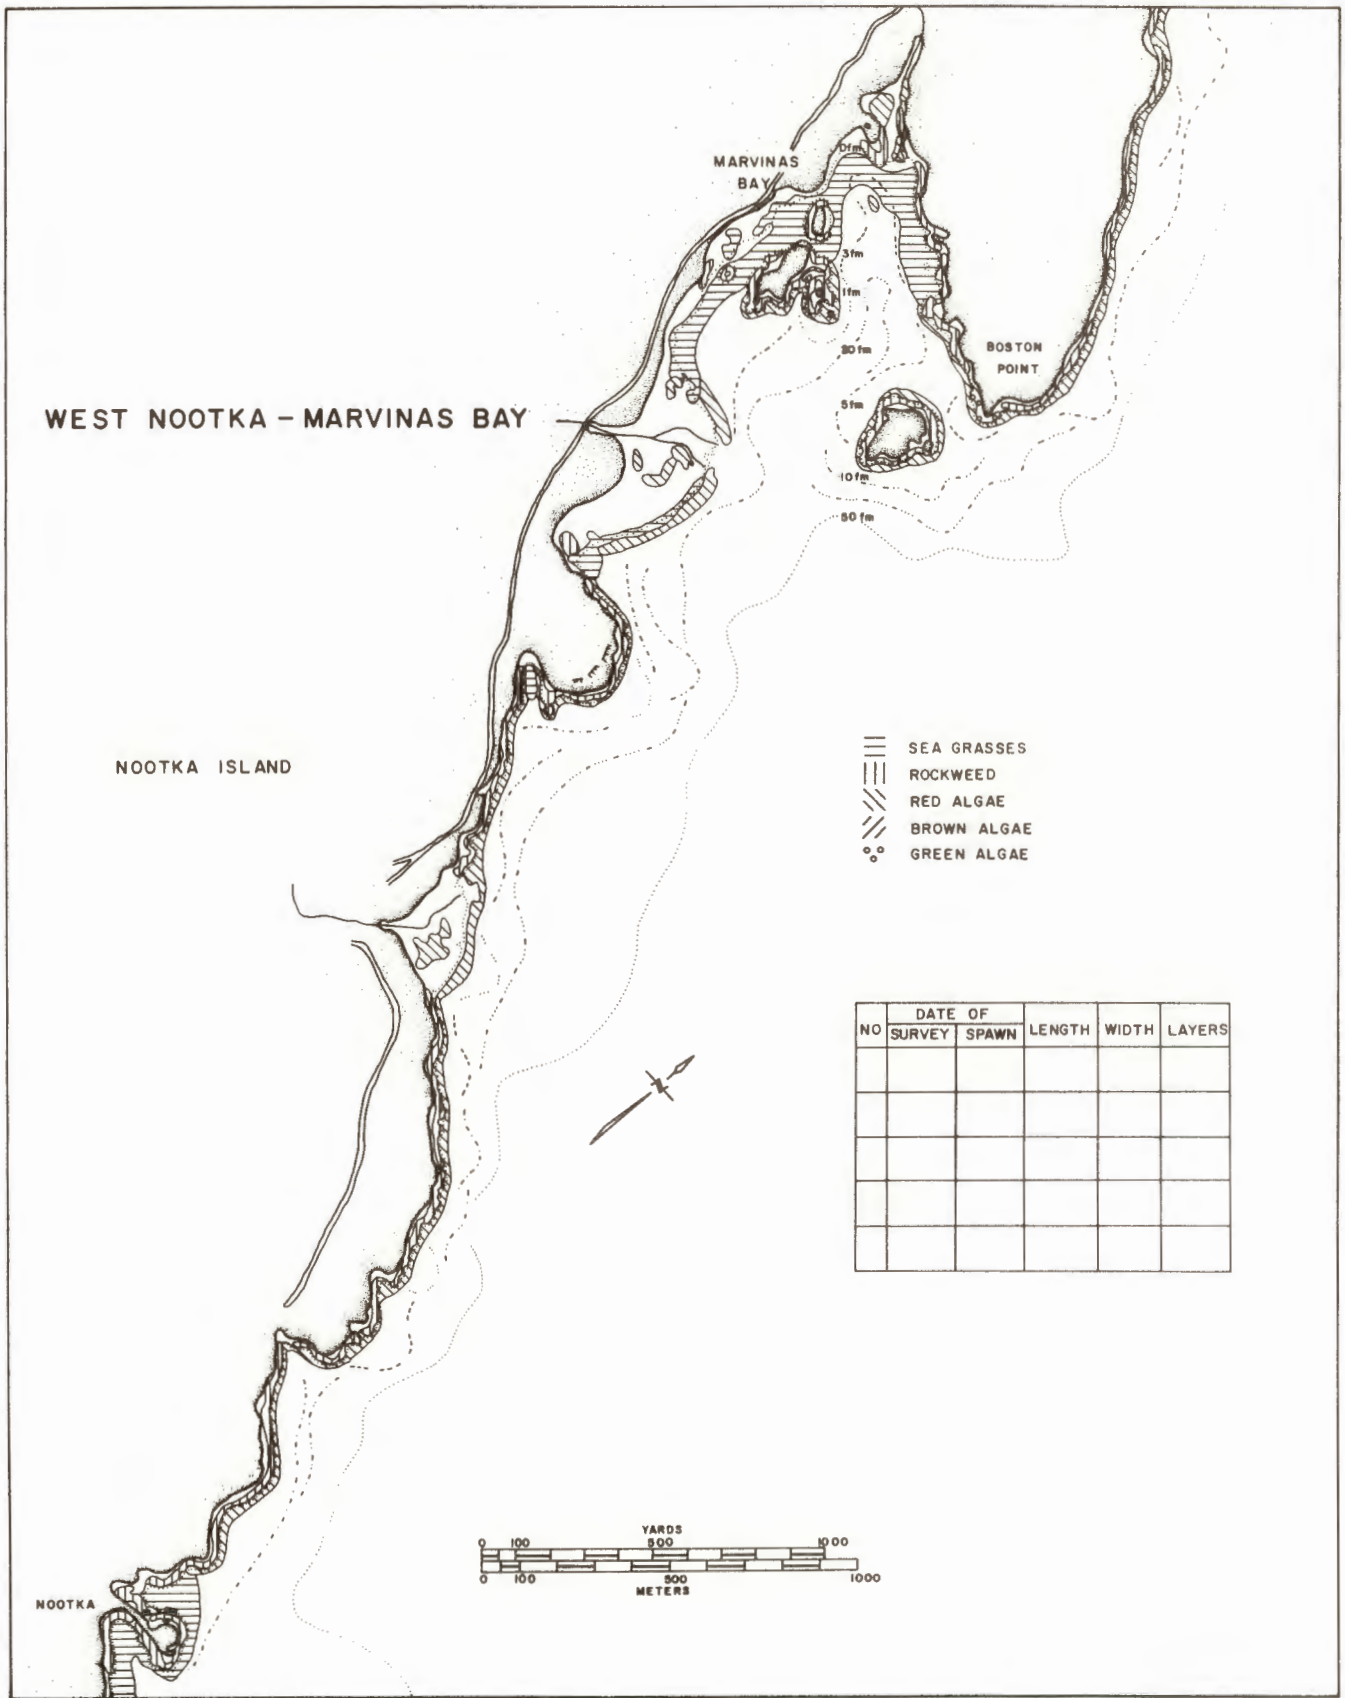 MARVINAS
BAY
0fm
3fm
1fm
20fm
BOSTON
POINT
5fm
WEST NOOTKA - MARVINAS BAY
10fm
50fm
NOOTKA ISLAND
SEA GRASSES
ROCKWEED
RED ALGAE
BROWN ALGAE
GREEN ALGAE
NO DATE OF LENGTH WIDTH LAYERS
SURVEY SPAWN
YARDS
0 100 500 1000
0 100 500 1000
METERS
NOOTKA